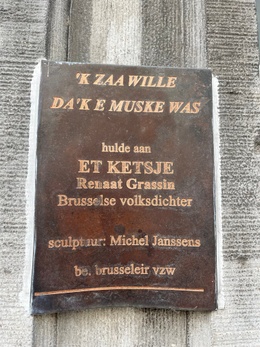 'K ZAA WILLE
DA'K E MUSKE WAS
hulde aan
ET KETSJE
Renaat Grassin
Brusselse volksdichter
sculptuur: Michel Janssens
be. brusseleir vzw